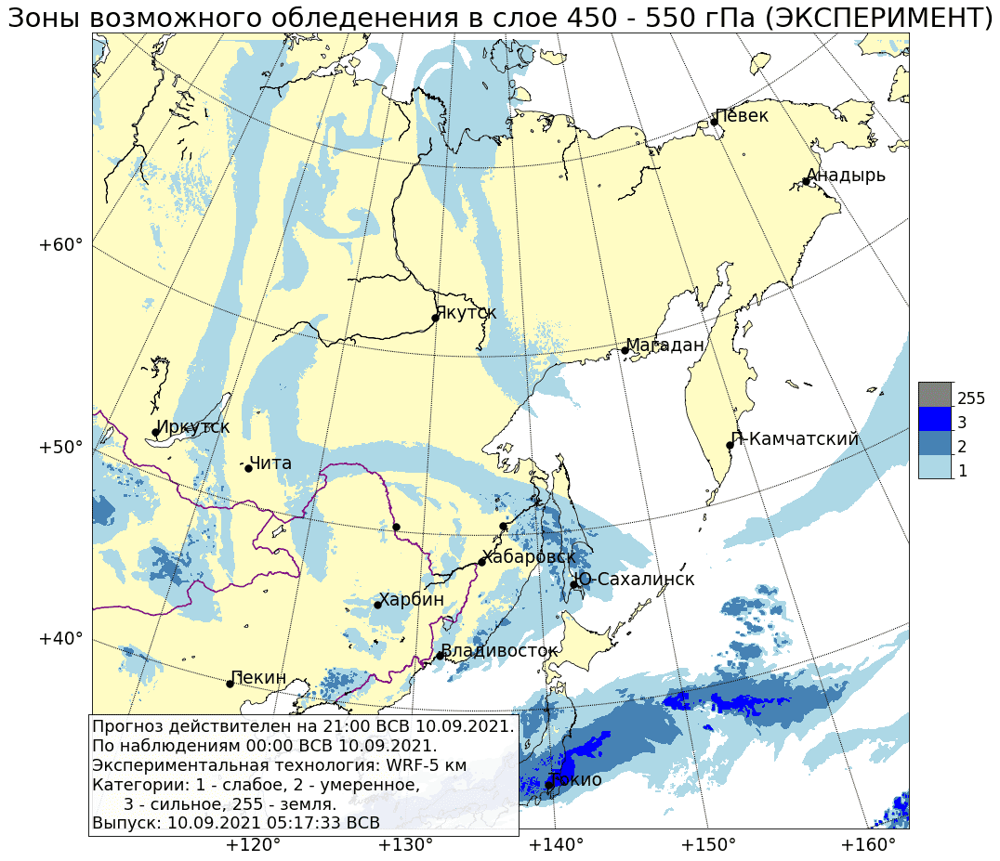 Зоны возможного обледенения в слое 450 - 550 гПа (ЭКСПЕРИМЕНТ)
Певек
Анадырь
+60°
Якутск
Магадан
255
3
2
1
Иркутск
П-Камчатский
+50°
Чита
Хабаровск
Ю-Сахалинск
Харбин
+40°
Владивосток
Пекин
Прогноз действителен на 21:00 ВСВ 10.09.2021.
По наблюдениям 00:00 ВСВ 10.09.2021.
Экспериментальная технология: WRF-5 км
Категории: 1 - слабое, 2 - умеренное,
3 - сильное, 255 - земля.
Выпуск: 10.09.2021 05:17:33 ВСВ
Токио
+120° +130° +140° +150° +160°